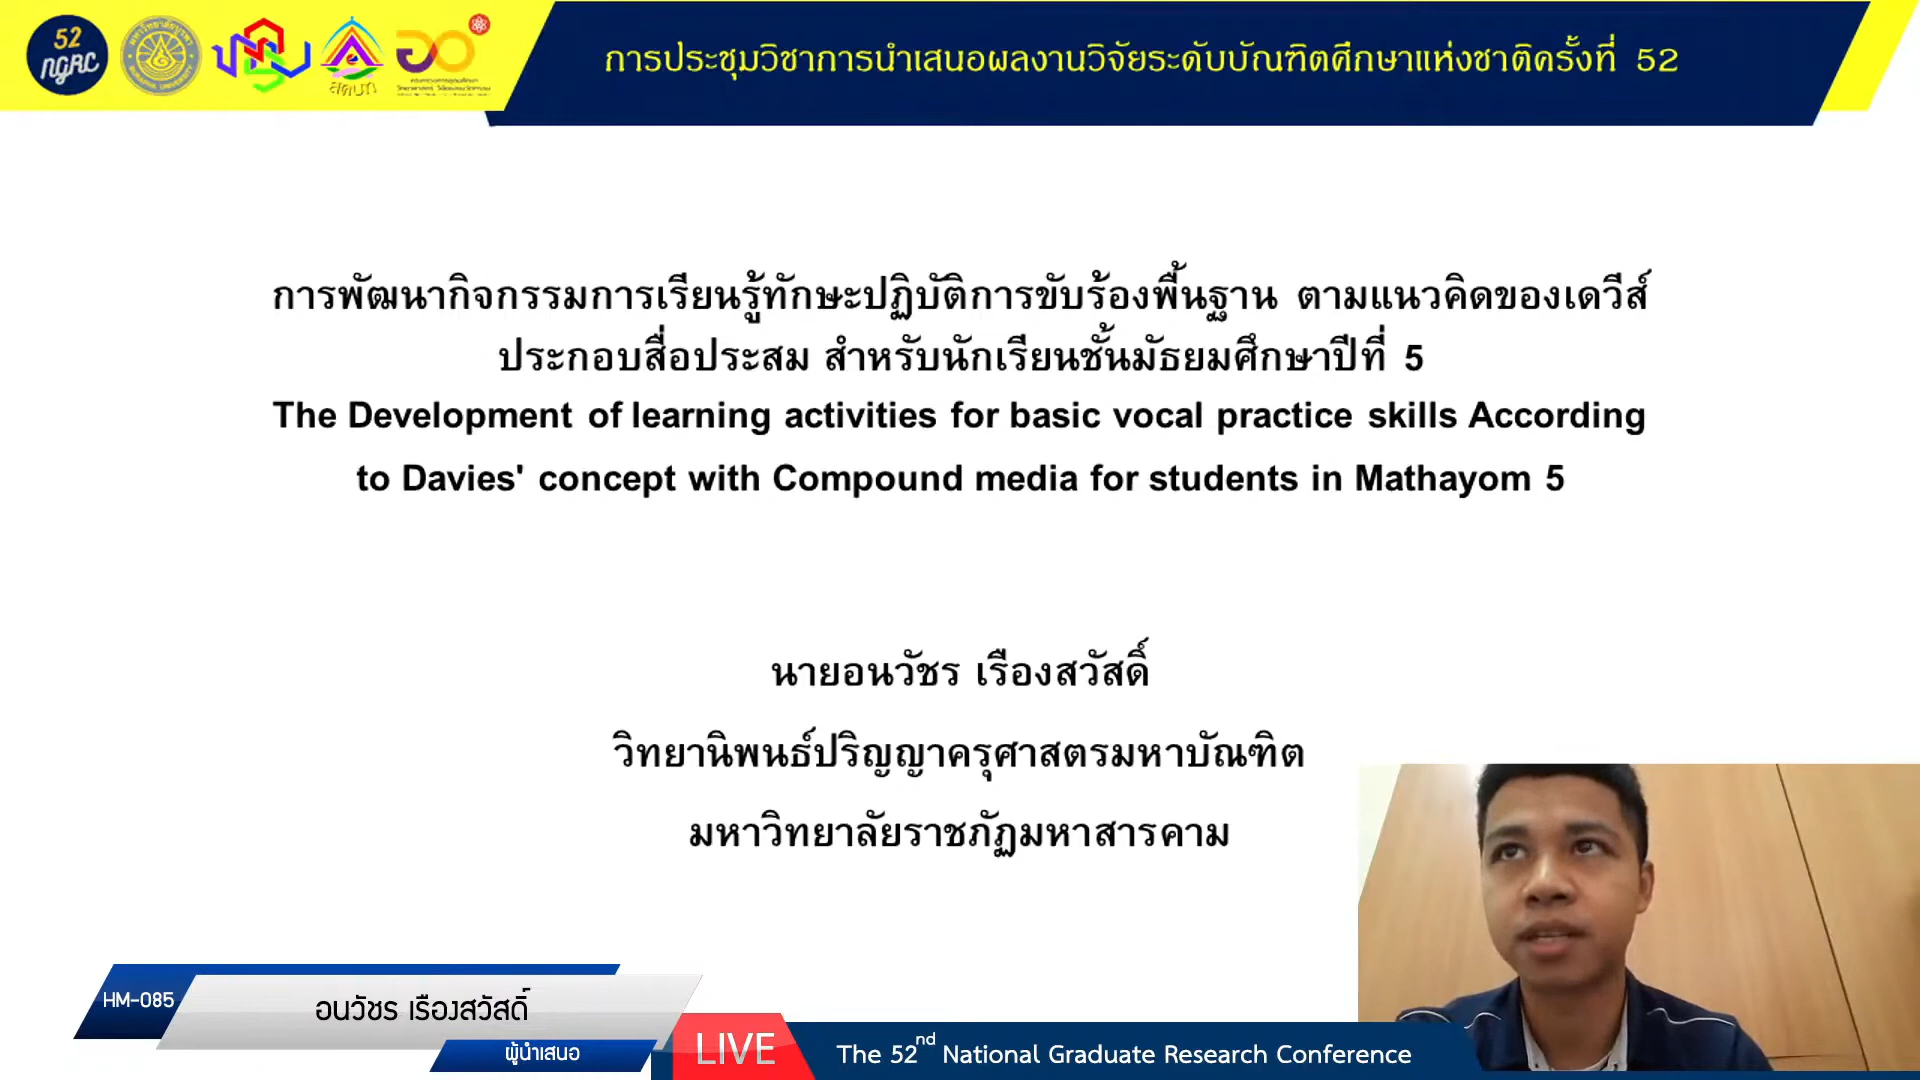 52
NGRC
สคบท
การประชุมวิชาการนำเสนอผลงานวิจัยระดับบัณฑิตศึกษาแห่งชาติครั้งที่ 52
การพัฒนากิจกรรมการเรียนรู้ทักษะปฏิบัติการขับร้องพื้นฐาน ตามแนวคิดของเดวีส์
ประกอบสื่อประสม สำหรับนักเรียนชั้นมัธยมศึกษาปีที่ 5
The Development of learning activities for basic vocal practice skills According
to Davies' concept with Compound media for students in Mathayom 5
นายอนวัชร เรืองสวัสดิ์
วิทยานิพนธ์ปริญญาครุศาสตรมหาบัณฑิต
มหาวิทยาลัยราชภัฏมหาสารคาม
HM-085
อนวัชร เรืองสวัสดิ์
ผู้นำเสนอ
LIVE
The 52nd National Graduate Research Conference